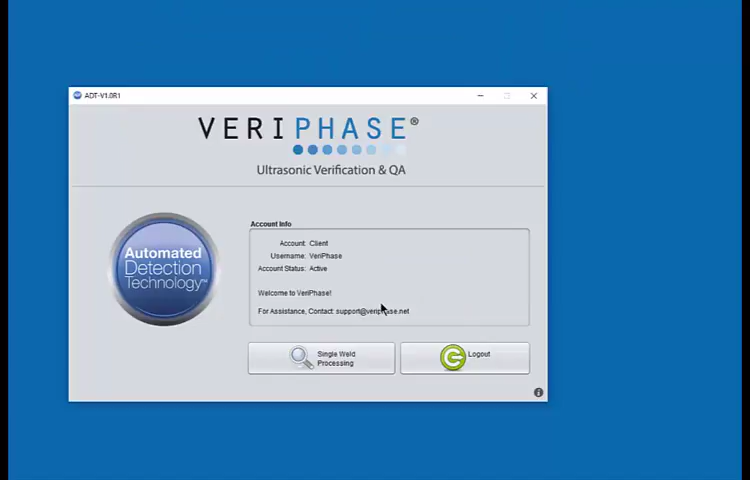 ADT-V1.0R1
VERIPHASE®
Ultrasonic Verification & QA
Automated
Detection
Technology™
Account Info
Account: Client
Username: VeriPhase
Account Status: Active
Welcome to VeriPhase!
For Assistance, Contact: support@veriphase.net
Single Weld
Processing
Logout